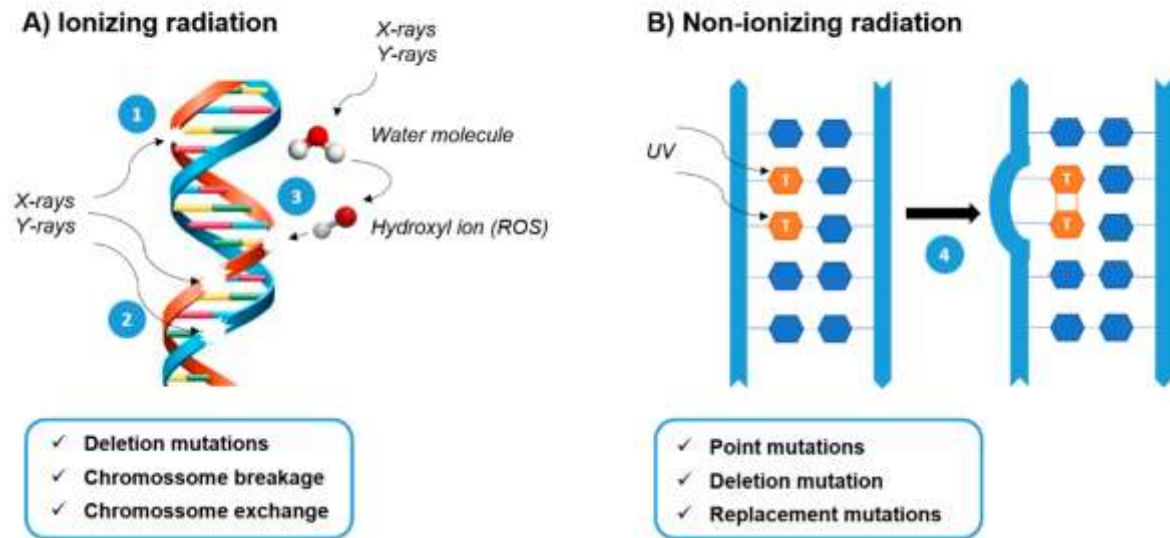 A) Ionizing radiation
X-rays
Y-rays
1
Water molecule
3
X-rays
Y-rays
Hydroxyl ion (ROS)
2
✓ Deletion mutations
✓ Chromossome breakage
✓ Chromossome exchange
B) Non-ionizing radiation
UV
T
T
4
T
T
✓ Point mutations
✓ Deletion mutation
✓ Replacement mutations